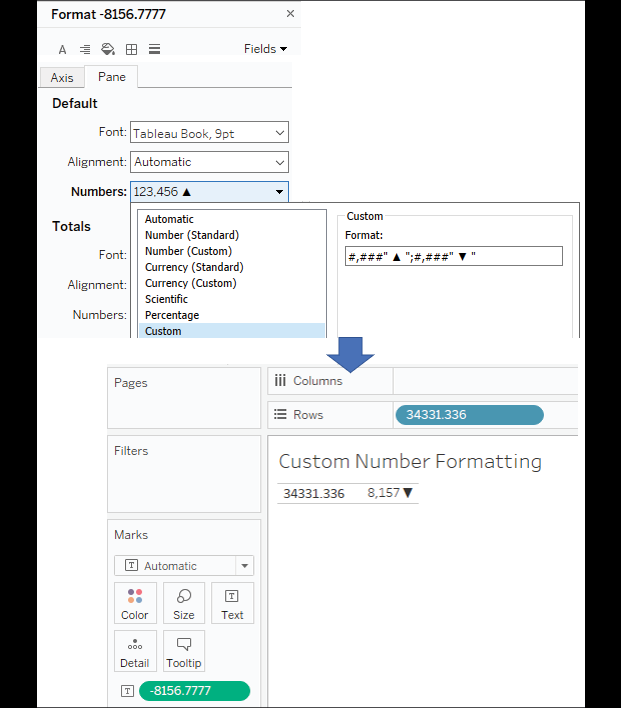 Format -8156.7777
A
Fields
Axis
Pane
Default
Font:
Tableau Book, 9pt
Alignment:
Automatic
Numbers:
123,456 ▲
Totals
Font:
Alignment:
Numbers:
Automatic
Number (Standard)
Number (Custom)
Currency (Standard)
Currency (Custom)
Scientific
Percentage
Custom
Custom
Format:
#,###" ▲ ";#,###" ▼ "
Pages
Columns
Rows
34331.336
Filters
Custom Number Formatting
34331.336 8,157▼
Marks
T Automatic
Color Size Text
Detail Tooltip
T -8156.7777